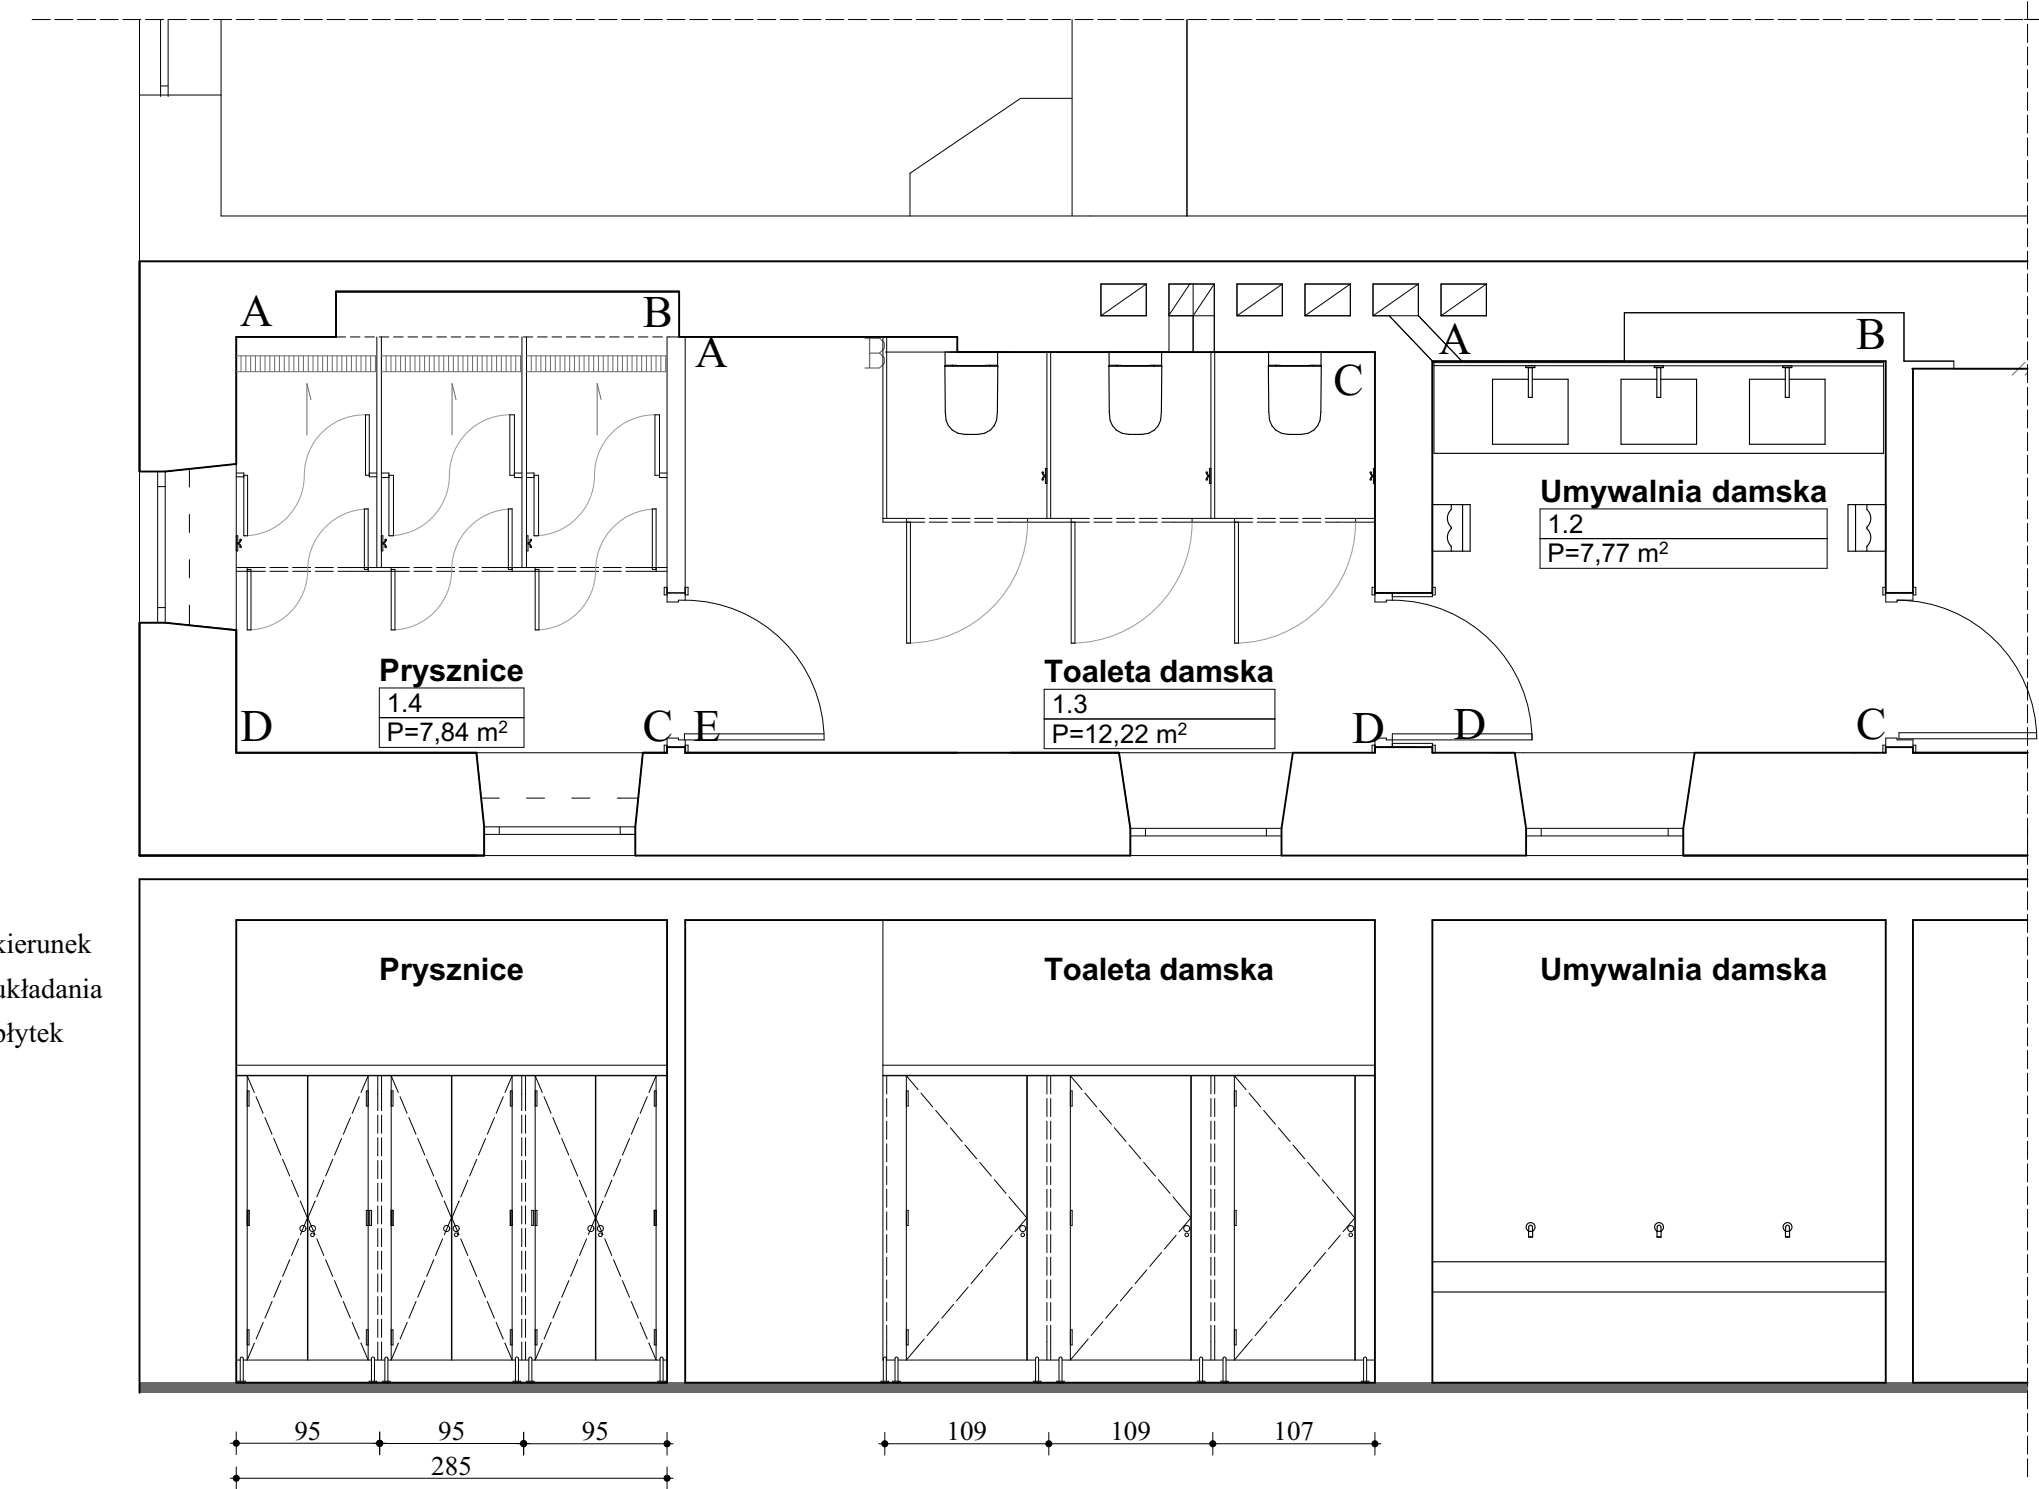 A
B
A
B
C
A
B
Umywalnia damska
1.2
P=7,77 m²
Prysznice
1.4
P=7,84 m²
Toaleta damska
1.3
P=12,22 m²
D
C
E
D
D
C
kierunek
układania
płytek
Prysznice
Toaleta damska
Umywalnia damska
95
95
95
109
109
107
285